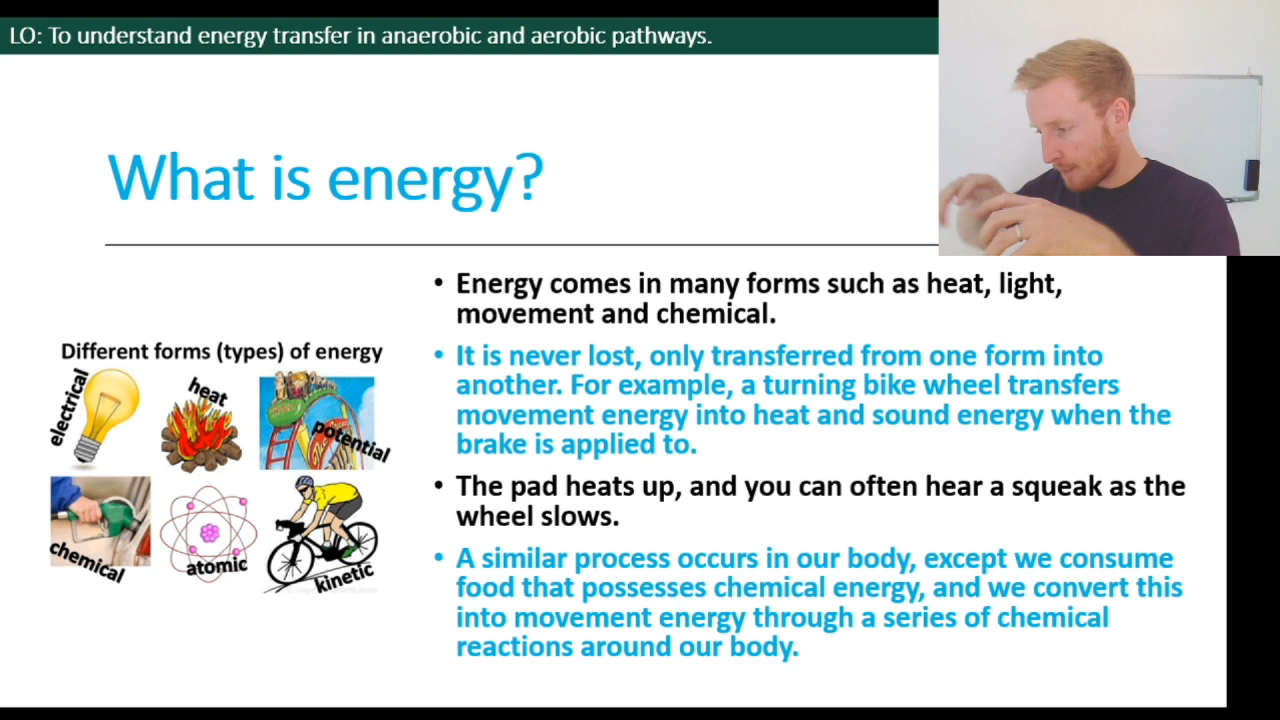 LO: To understand energy transfer in anaerobic and aerobic pathways.
What is energy?
Different forms (types) of energy
electrical
heat
potential
chemical
atomic
kinetic
• Energy comes in many forms such as heat, light,
movement and chemical.
• It is never lost, only transferred from one form into
another. For example, a turning bike wheel transfers
movement energy into heat and sound energy when the
brake is applied to.
• The pad heats up, and you can often hear a squeak as the
wheel slows.
• A similar process occurs in our body, except we consume
food that possesses chemical energy, and we convert this
into movement energy through a series of chemical
reactions around our body.